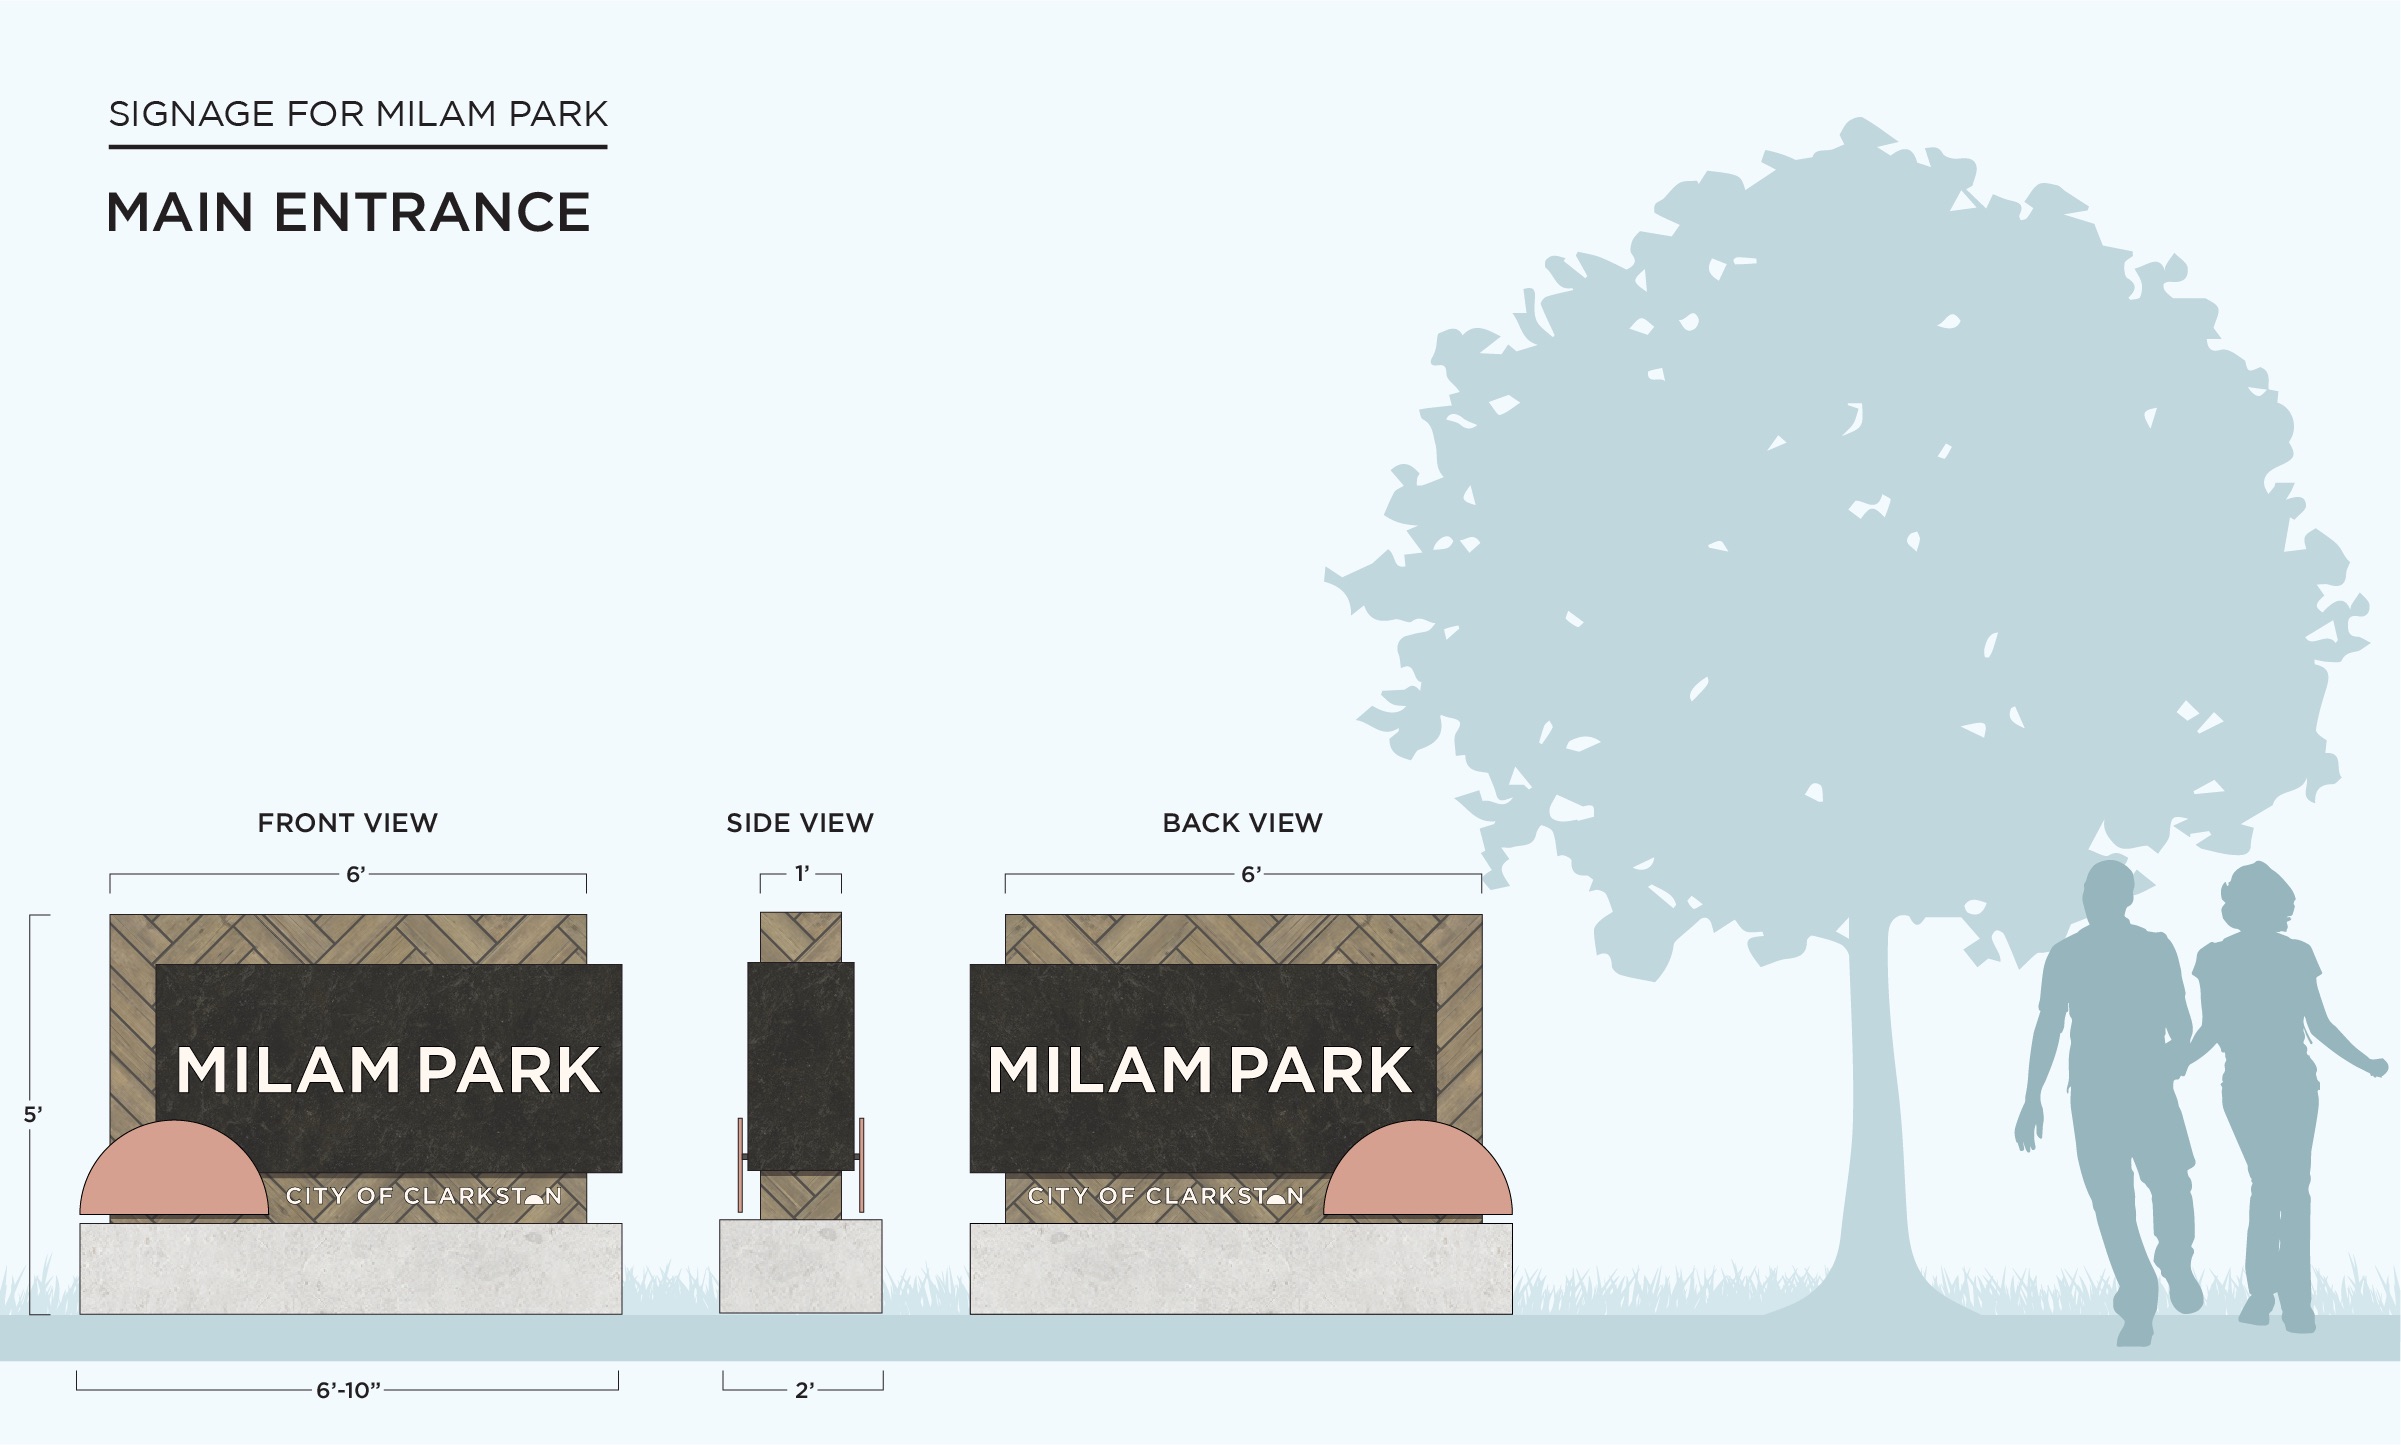 SIGNAGE FOR MILAM PARK
MAIN ENTRANCE
FRONT VIEW
SIDE VIEW
BACK VIEW
6’
1’
6’
5’
MILAM PARK
CITY OF CLARKSTON
MILAM PARK
CITY OF CLARKSTON
6’-10”
2’